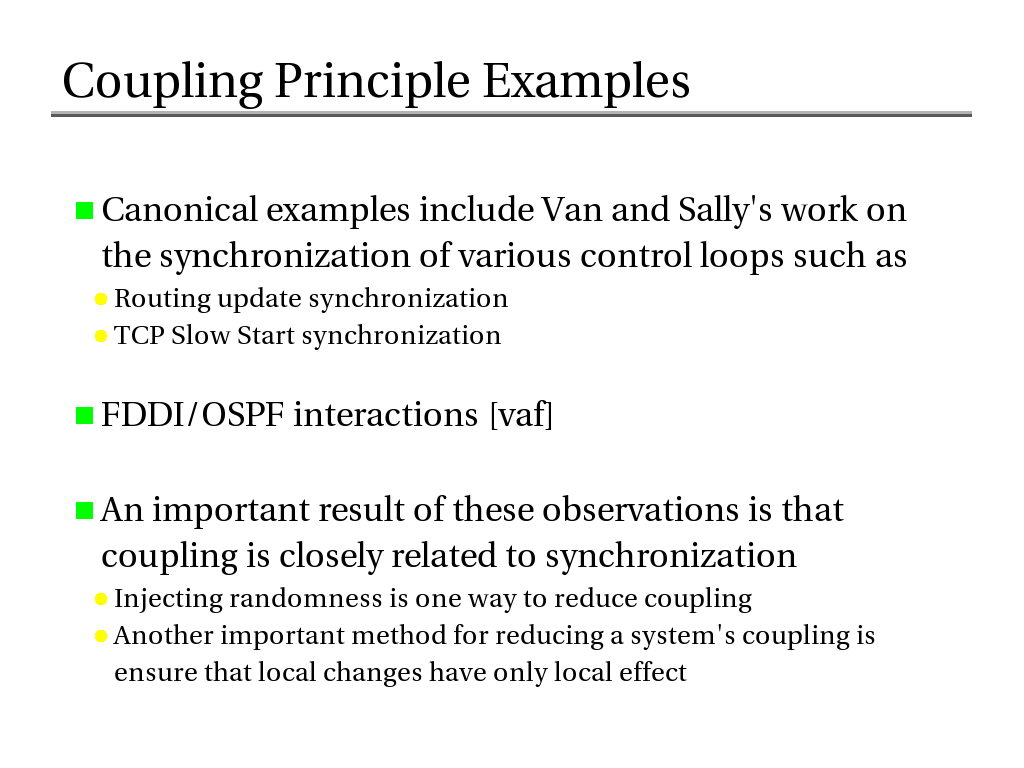 Coupling Principle Examples
Canonical examples include Van and Sally's work on
the synchronization of various control loops such as
Routing update synchronization
TCP Slow Start synchronization
FDDI/OSPF interactions [vaf]
An important result of these observations is that
coupling is closely related to synchronization
Injecting randomness is one way to reduce coupling
Another important method for reducing a system's coupling is
ensure that local changes have only local effect